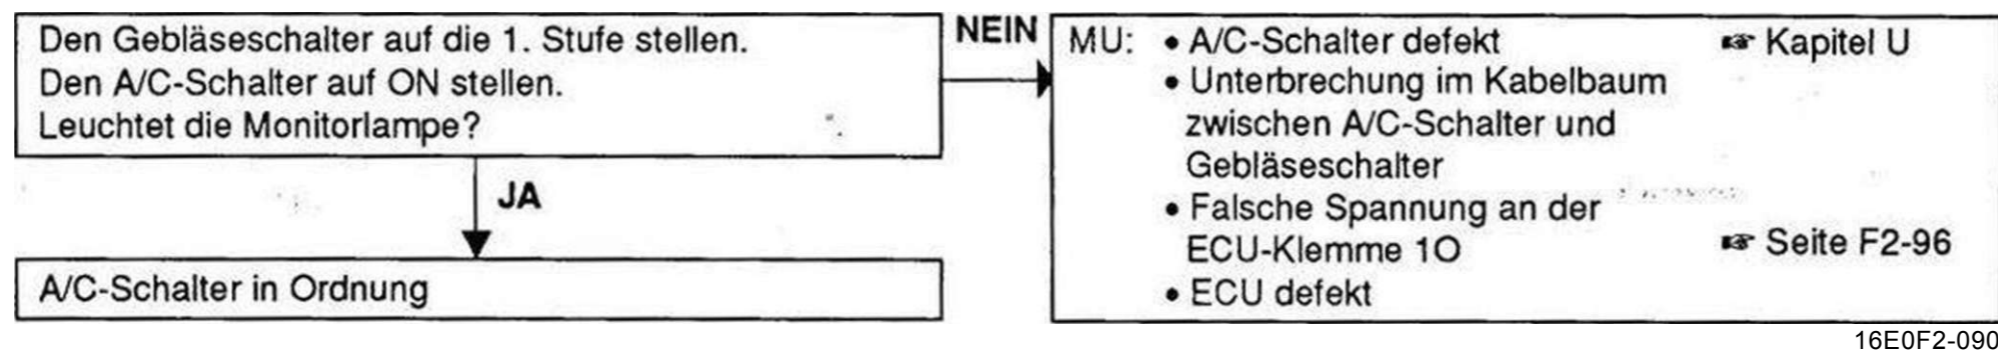 Den Gebläseschalter auf die 1. Stufe stellen.
Den A/C-Schalter auf ON stellen.
Leuchtet die Monitorlampe?
NEIN
MU: • A/C-Schalter defekt ☞ Kapitel U
• Unterbrechung im Kabelbaum
zwischen A/C-Schalter und
Gebläseschalter
• Falsche Spannung an der
ECU-Klemme 1O ☞ Seite F2-96
• ECU defekt
JA
A/C-Schalter in Ordnung
16E0F2-090